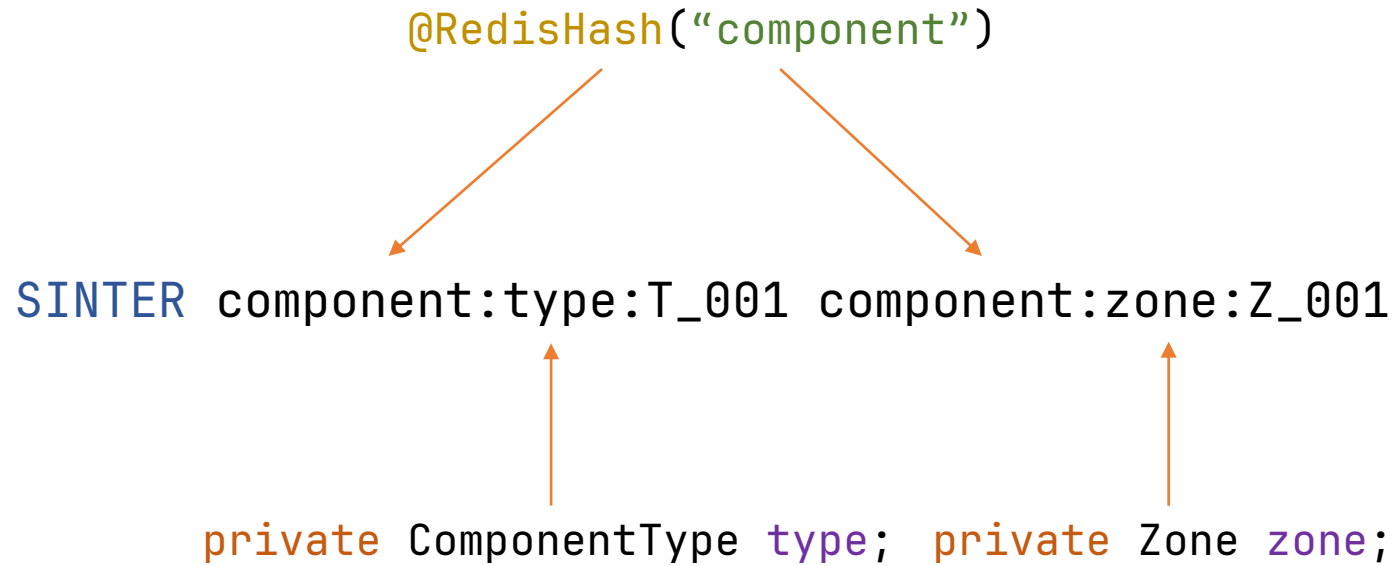 @RedisHash(“component”)
SINTER component:type:T_001 component:zone:Z_001
private ComponentType type; private Zone zone;